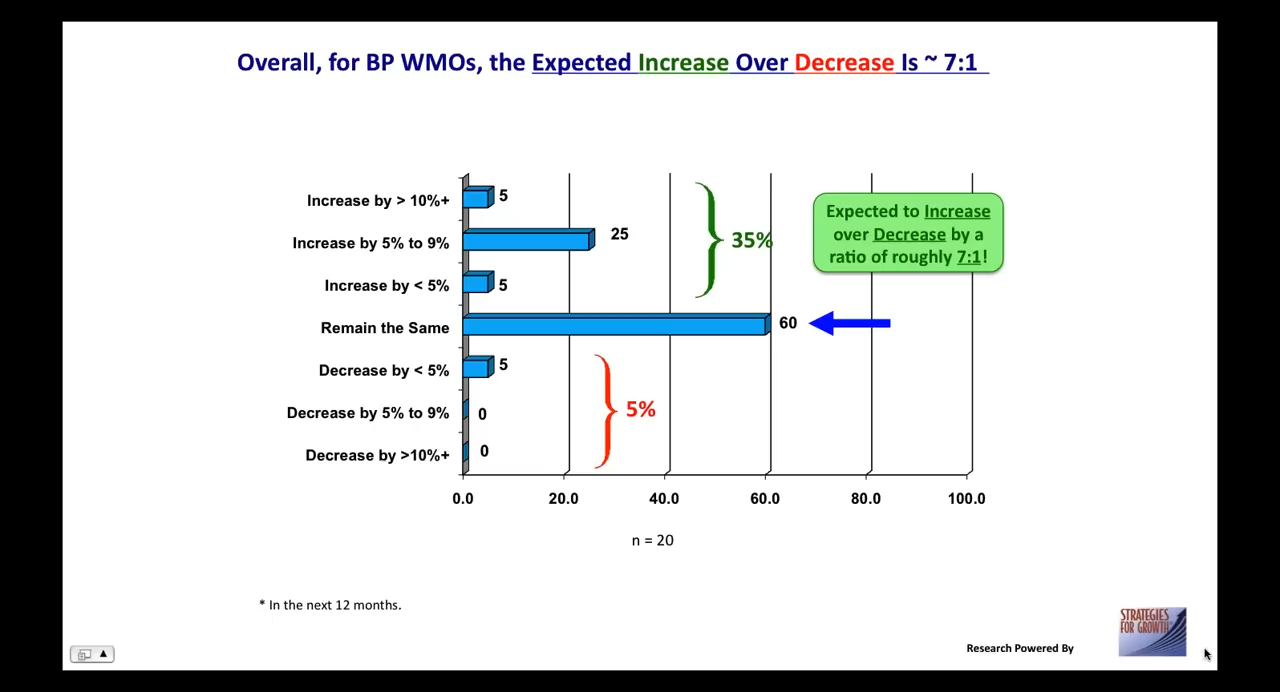 Overall, for BP WMOs, the Expected Increase Over Decrease Is ~ 7:1
Increase by > 10%+
5
Increase by 5% to 9%
25
35%
Increase by < 5%
5
Expected to Increase
over Decrease by a
ratio of roughly 7:1!
Remain the Same
60
Decrease by < 5%
5
Decrease by 5% to 9%
0
5%
Decrease by >10%+
0
0.0 20.0 40.0 60.0 80.0 100.0
n = 20
* In the next 12 months.
Research Powered By
STRATEGIES
FOR GROWTH